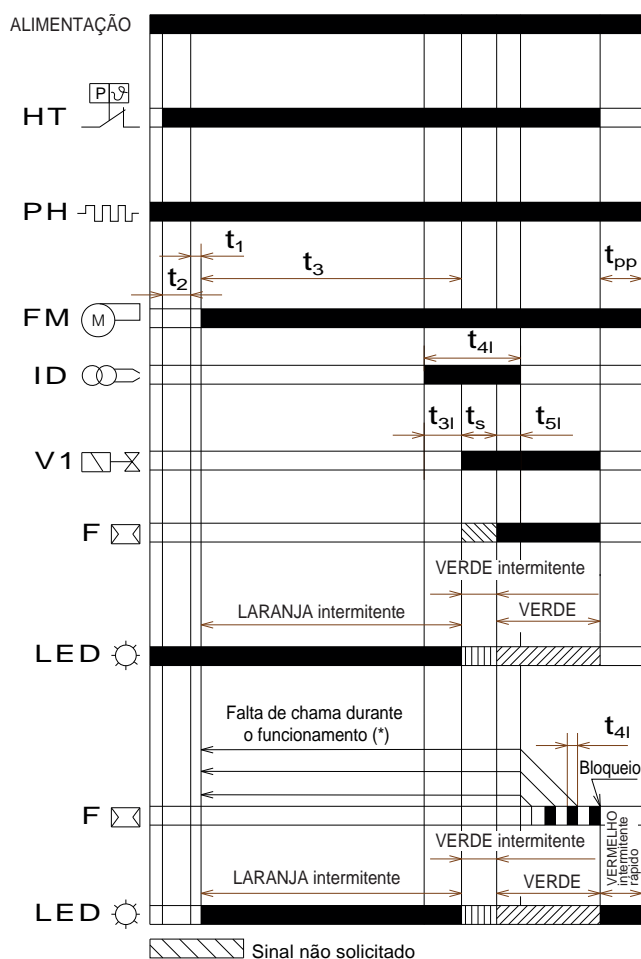 ALIMENTAÇÃO
P ϑ
HT
PH
t1
t2
t3
tpp
FM M
t4l
ID
t3l ts t5l
V1
F
VERDE intermitente
LARANJA intermitente
VERDE
LED
Falta de chama durante
o funcionamento (*)
t4l
Bloqueio
F
VERDE intermitente
LARANJA intermitente
VERDE
VERMELHO
intermitente
rápido
LED
Sinal não solicitado